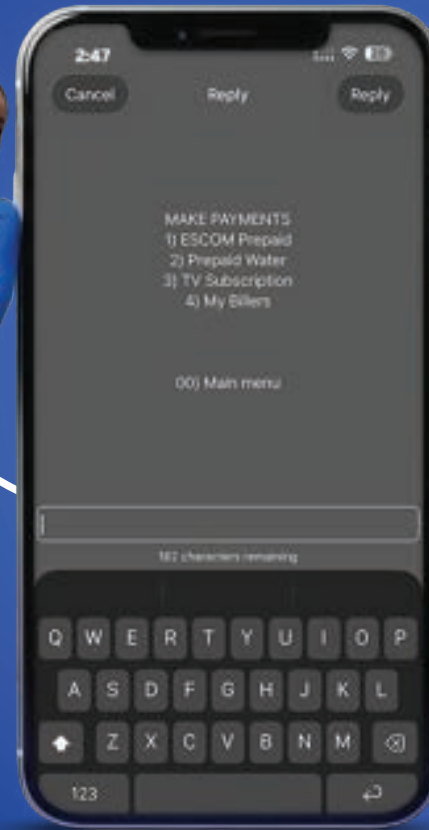 2:47
Cancel Reply Reply
MAKE PAYMENTS
1) ESCOM Prepaid
2) Prepaid Water
3) TV Subscription
4) My Billers
00) Main menu
182 characters remaining
Q W E R T Y U I O P
A S D F G H J K L
Z X C V B N M
123